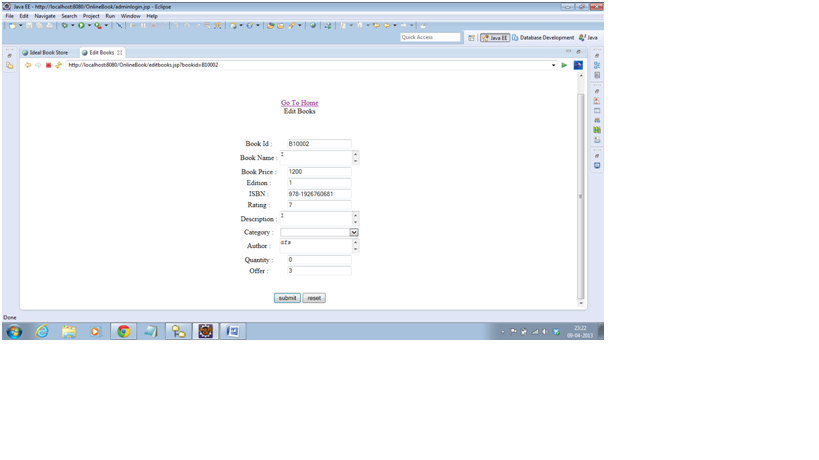 Java EE - http://localhost:8080/OnlineBook/adminlogin.jsp - Eclipse
File Edit Navigate Search Project Run Window Help
Quick Access
Java EE Database Development Java
Ideal Book Store Edit Books
http://localhost:8080/OnlineBook/editbooks.jsp?bookid=B10002
Go To Home
Edit Books
Book Id : B10002
Book Name :
Book Price : 1200
Edition : 1
ISBN : 978-1926760681
Rating : 7
Description :
Category :
Author : dfs
Quantity : 0
Offer : 3
submit reset
Done
23:22
08-04-2013